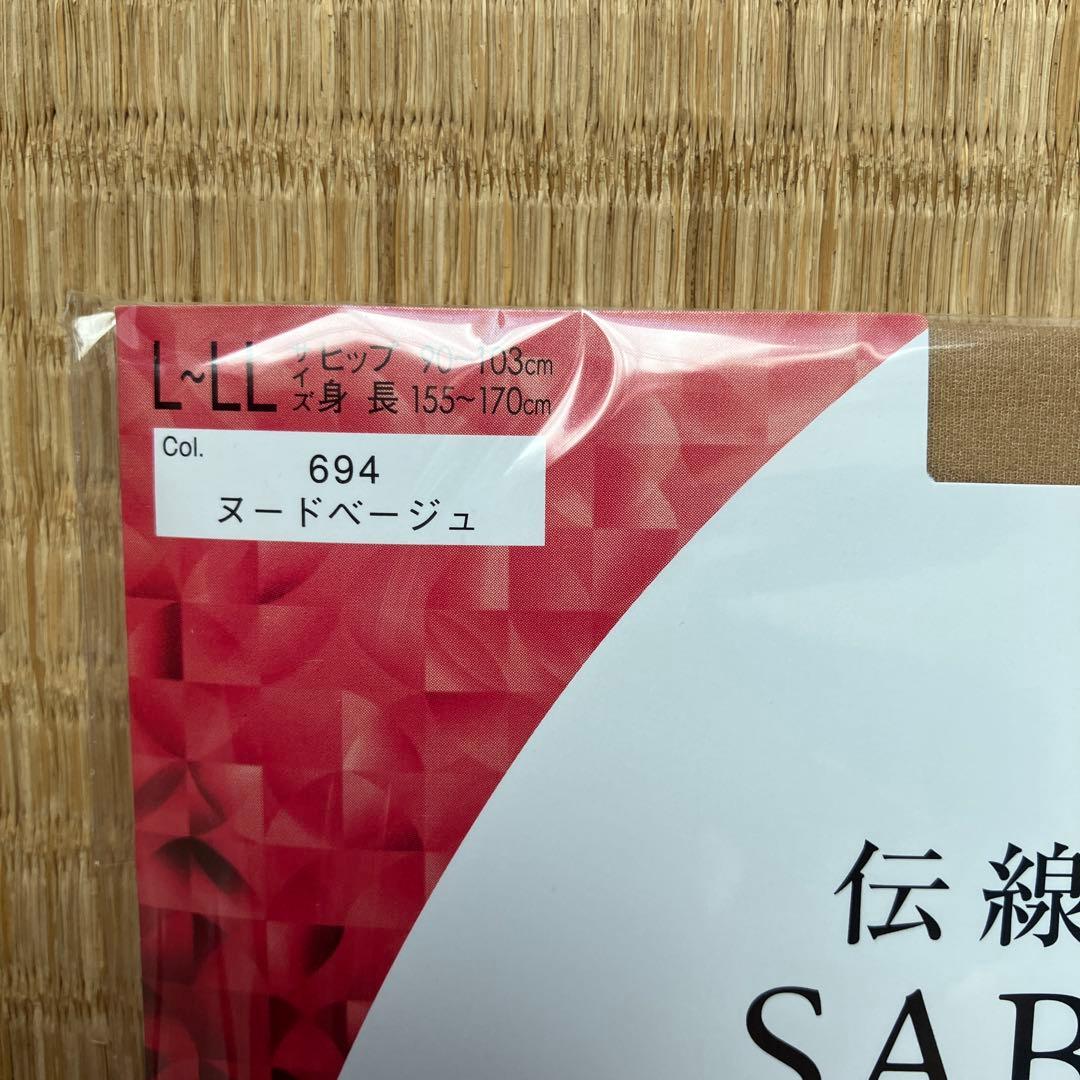 L~LL サイズ ヒップ 90~103cm
身長 155~170cm
Col.
694
ヌードベージュ
伝線
SAB